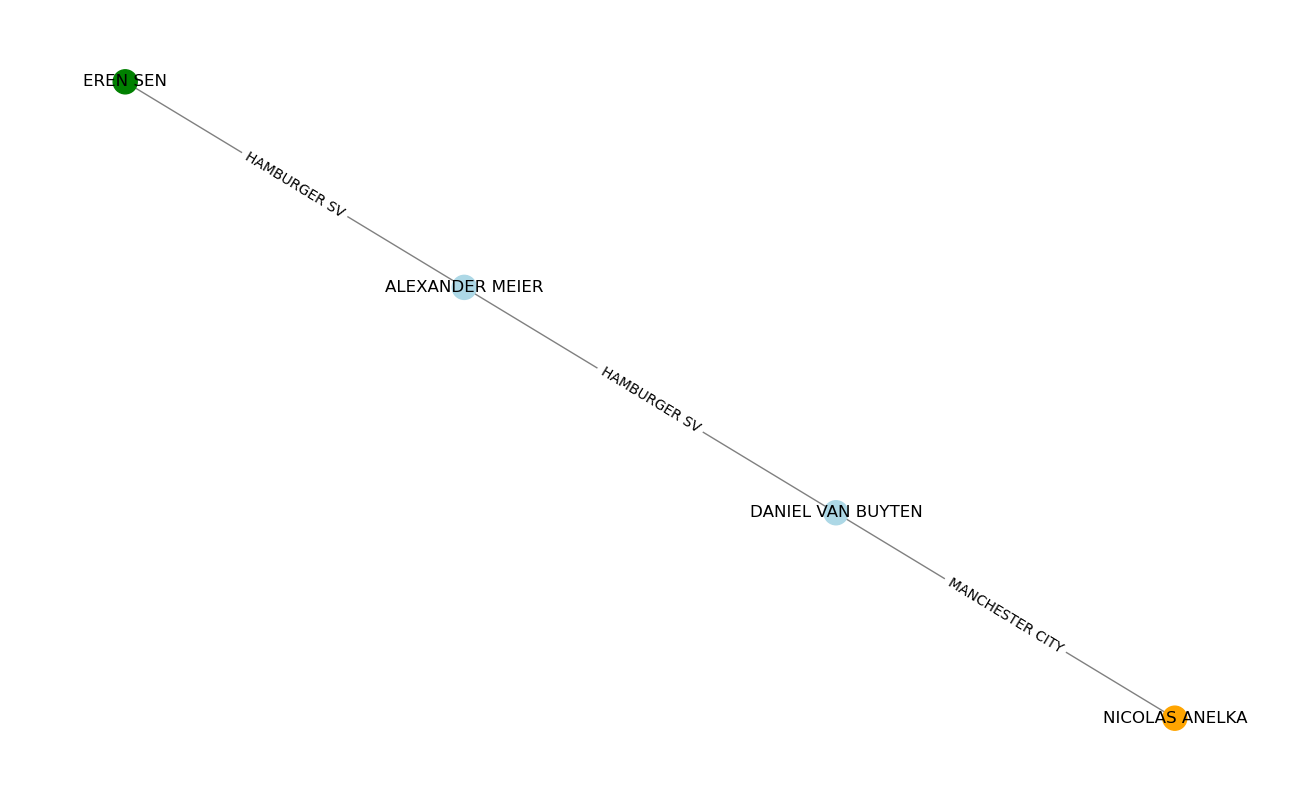 EREN SEN
HAMBURGER SV
ALEXANDER MEIER
HAMBURGER SV
DANIEL VAN BUYTEN
MANCHESTER CITY
NICOLAS ANELKA